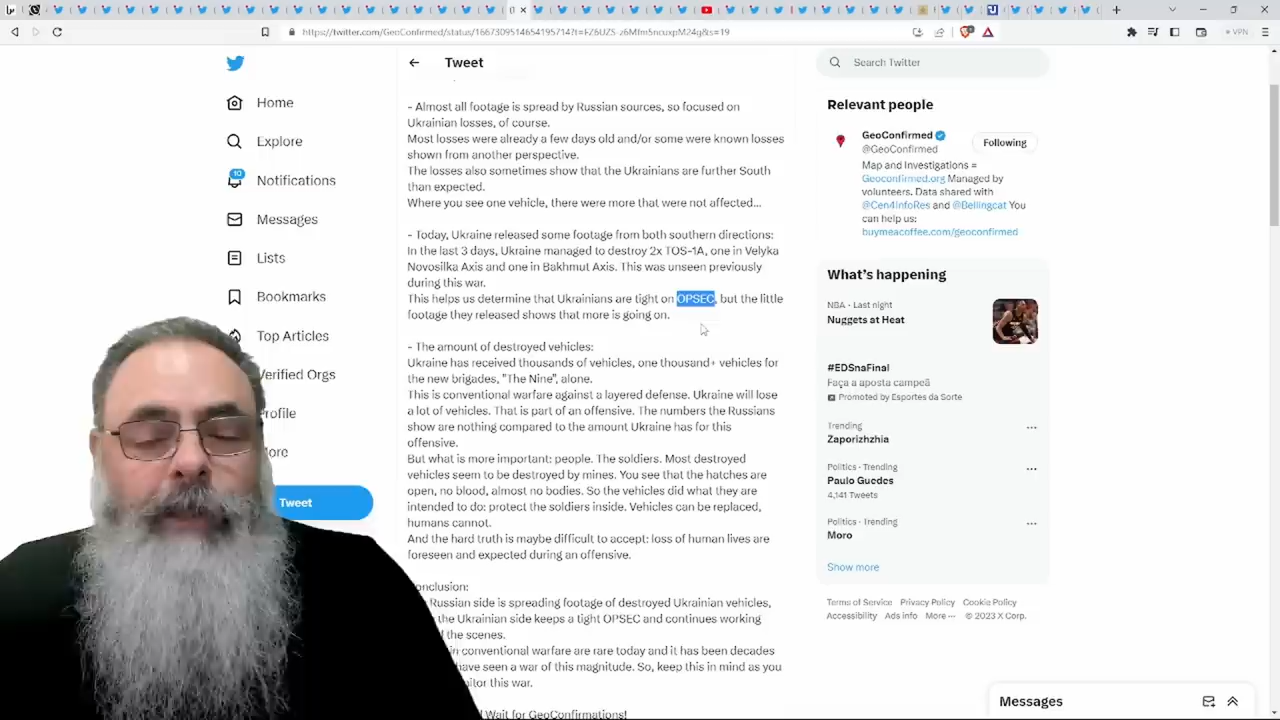 https://twitter.com/GeoConfirmed/status/
VPN
Tweet
Search Twitter
Home
Explore
10
Notifications
Messages
Lists
Bookmarks
Top Articles
Verified Orgs
Profile
More
Tweet
- Almost all footage is spread by Russian sources, so focused on
Ukrainian losses, of course.
Most losses were already a few days old and/or some were known losses
shown from another perspective.
The losses also sometimes show that the Ukrainians are further South
than expected.
Where you see one vehicle, there were more that were not affected...
- Today, Ukraine released some footage from both southern directions:
In the last 3 days, Ukraine managed to destroy 2x TOS-1A, one in Velyka
Novosilka Axis and one in Bakhmut Axis. This was unseen previously
during this war.
This helps us determine that Ukrainians are tight on OPSEC, but the little
footage they released shows that more is going on.
- The amount of destroyed vehicles:
Ukraine has received thousands of vehicles, one thousand+ vehicles for
the new brigades, "The Nine", alone.
This is conventional warfare against a layered defense. Ukraine will lose
a lot of vehicles. That is part of an offensive. The numbers the Russians
show are nothing compared to the amount Ukraine has for this
offensive.
But what is more important: people. The soldiers. Most destroyed
vehicles seem to be destroyed by mines. You see that the hatches are
open, no blood, almost no bodies. So the vehicles did what they are
intended to do: protect the soldiers inside. Vehicles can be replaced,
humans cannot.
And the hard truth is maybe difficult to accept: loss of human lives are
foreseen and expected during an offensive.
onclusion:
Russian side is spreading footage of destroyed Ukrainian vehicles,
the Ukrainian side keeps a tight OPSEC and continues working
the scenes.
in conventional warfare are rare today and it has been decades
have seen a war of this magnitude. So, keep this in mind as you
itor this war.
Wait for GeoConfirmations!
Relevant people
GeoConfirmed
@GeoConfirmed
Following
Map and Investigations =
Geoconfirmed.org Managed by
volunteers. Data shared with
@Cen4InfoRes and @Bellingcat You
can help us:
buymeacoffee.com/geoconfirmed
What's happening
NBA · Last night
Nuggets at Heat
#EDSnaFinal
Faça a aposta campeã
Promoted by Esportes da Sorte
Trending
Zaporizhzhia
Politics · Trending
Paulo Guedes
4,141 Tweets
Politics · Trending
Moro
Show more
Terms of Service Privacy Policy Cookie Policy
Accessibility Ads info More ··· © 2023 X Corp.
Messages